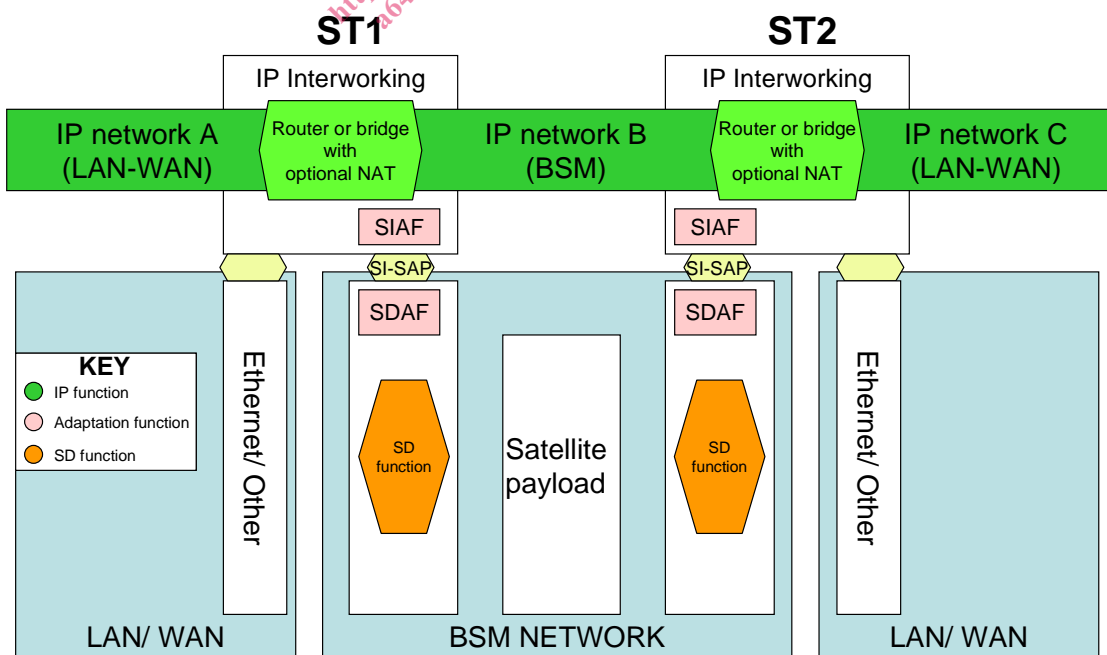 ST1
ST2
IP Interworking
IP Interworking
IP network A
(LAN-WAN)
Router or bridge
with
optional NAT
IP network B
(BSM)
Router or bridge
with
optional NAT
IP network C
(LAN-WAN)
SIAF
SIAF
SI-SAP
SI-SAP
SDAF
SDAF
KEY
IP function
Adaptation function
SD function
Ethernet/ Other
SD
function
Satellite
payload
SD
function
Ethernet/ Other
LAN/ WAN
BSM NETWORK
LAN/ WAN